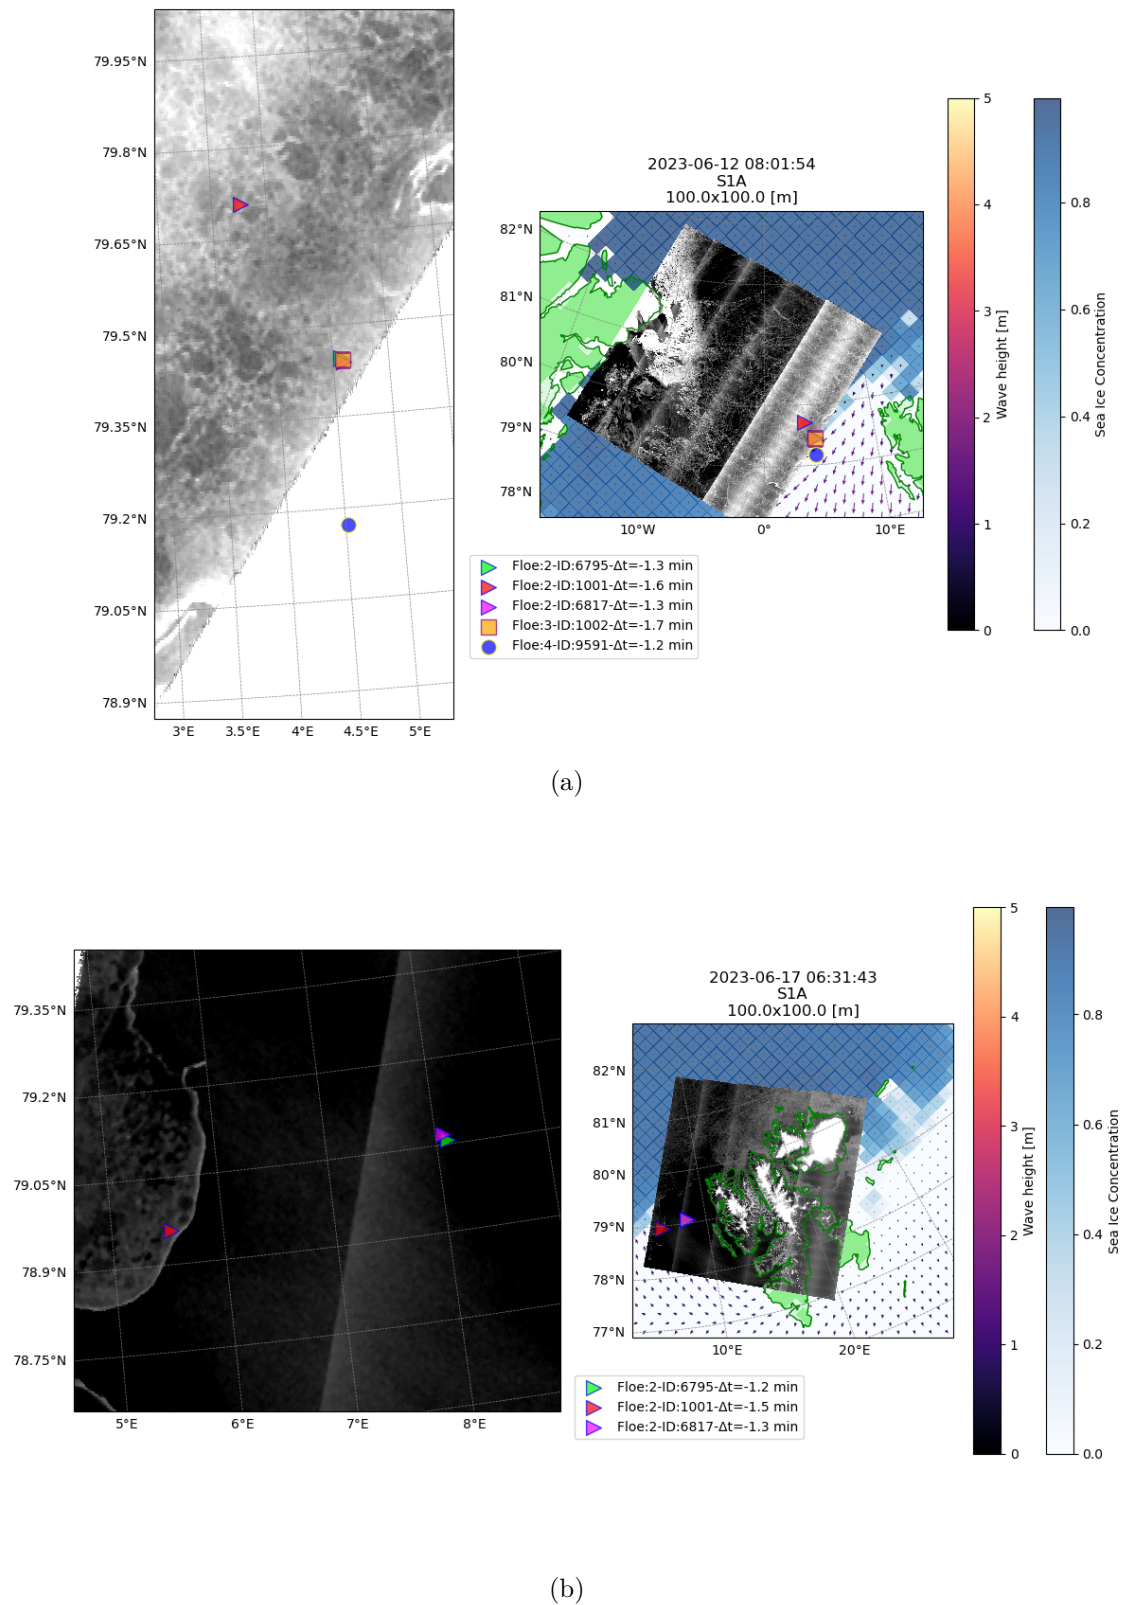 79.95°N
79.8°N
79.65°N
79.5°N
79.35°N
79.2°N
79.05°N
78.9°N
3°E 3.5°E 4°E 4.5°E 5°E
2023-06-12 08:01:54
S1A
100.0x100.0 [m]
82°N
81°N
80°N
79°N
78°N
10°W 0° 10°E
Floe:2-ID:6795-Δt=-1.3 min
Floe:2-ID:1001-Δt=-1.6 min
Floe:2-ID:6817-Δt=-1.3 min
Floe:3-ID:1002-Δt=-1.7 min
Floe:4-ID:9591-Δt=-1.2 min
5
4
3
2
1
0
Wave height [m]
0.8
0.6
0.4
0.2
0.0
Sea Ice Concentration
(a)
79.35°N
79.2°N
79.05°N
78.9°N
78.75°N
5°E 6°E 7°E 8°E
2023-06-17 06:31:43
S1A
100.0x100.0 [m]
82°N
81°N
80°N
79°N
78°N
77°N
10°E 20°E
Floe:2-ID:6795-Δt=-1.2 min
Floe:2-ID:1001-Δt=-1.5 min
Floe:2-ID:6817-Δt=-1.3 min
5
4
3
2
1
0
Wave height [m]
0.8
0.6
0.4
0.2
0.0
Sea Ice Concentration
(b)